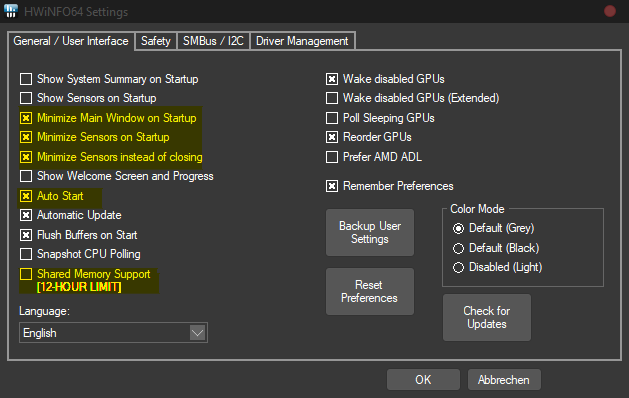 HWiNFO64 Settings
General / User Interface
Safety
SMBus / I2C
Driver Management
Show System Summary on Startup
Show Sensors on Startup
Minimize Main Window on Startup
Minimize Sensors on Startup
Minimize Sensors instead of closing
Show Welcome Screen and Progress
Auto Start
Automatic Update
Flush Buffers on Start
Snapshot CPU Polling
Shared Memory Support
[12-HOUR LIMIT]
Language:
English
Wake disabled GPUs
Wake disabled GPUs (Extended)
Poll Sleeping GPUs
Reorder GPUs
Prefer AMD ADL
Remember Preferences
Backup User
Settings
Reset
Preferences
Color Mode
Default (Grey)
Default (Black)
Disabled (Light)
Check for
Updates
OK
Abbrechen